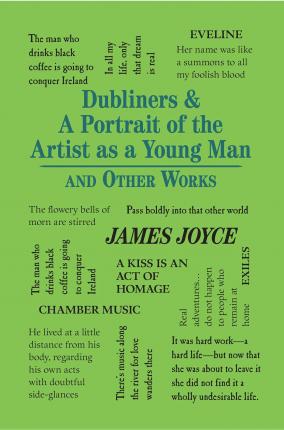 The man who
drinks black
coffee is going to
conquer Ireland
In all my
life, only
that dream
is real
EVELINE
Her name was like
a summons to all
my foolish blood
Dubliners &
A Portrait of the
Artist as a Young Man
AND OTHER WORKS
The flowery bells of
morn are stirred
Pass boldly into that other world
JAMES JOYCE
The man who
drinks black
coffee is going
to conquer
Ireland
A KISS IS AN
ACT OF
HOMAGE
Real
adventures...
do not happen
to people who
remain at
home
EXILES
CHAMBER MUSIC
He lived at a little
distance from his
body, regarding
his own acts
with doubtful
side-glances
There's music along
the river for love
wanders there
It was hard work—a
hard life—but now that
she was about to leave it
she did not find it a
wholly undesirable life.